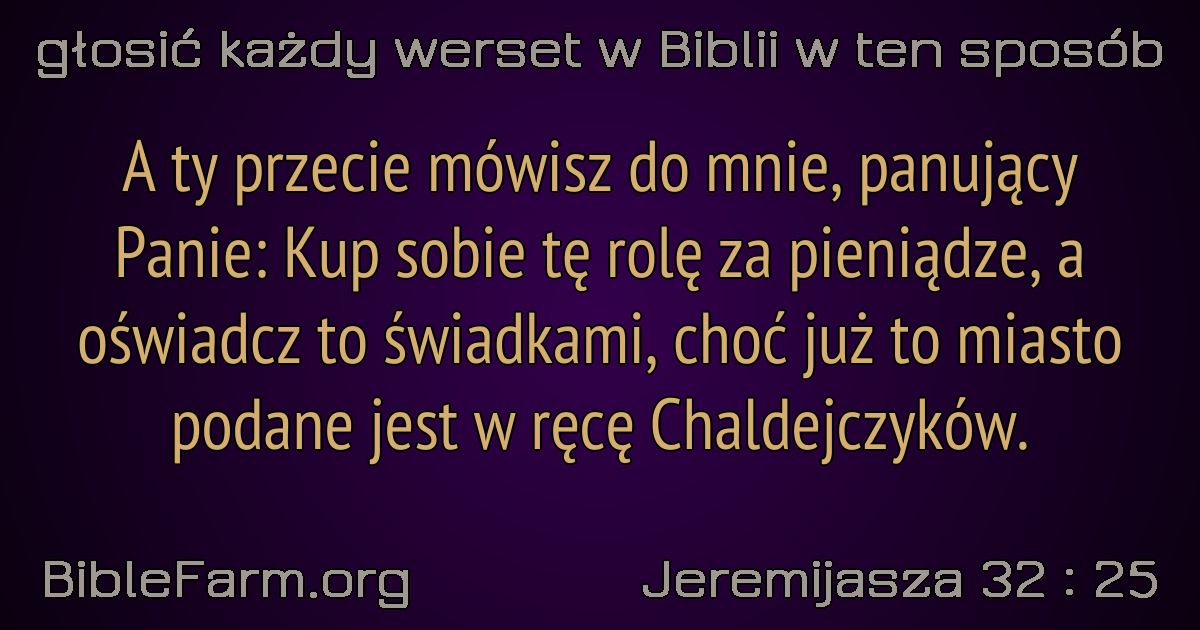 głosić każdy werset w Biblii w ten sposób
A ty przecie mówisz do mnie, panujący
Panie: Kup sobie tę rolę za pieniądze, a
oświadcz to świadkami, choć już to miasto
podane jest w ręcę Chaldejczyków.
BibleFarm.org
Jeremijasza 32 : 25